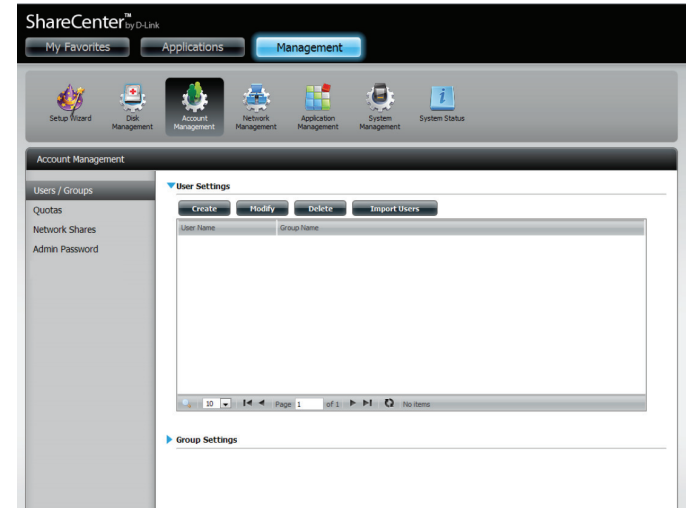 ShareCenter™ by D-Link
My Favorites Applications Management
Setup Wizard Disk Management Account Management Network Management Application Management System Management System Status
Account Management
Users / Groups
Quotas
Network Shares
Admin Password
User Settings
Create Modify Delete Import Users
User Name Group Name
10 Page 1 of 1 No items
Group Settings